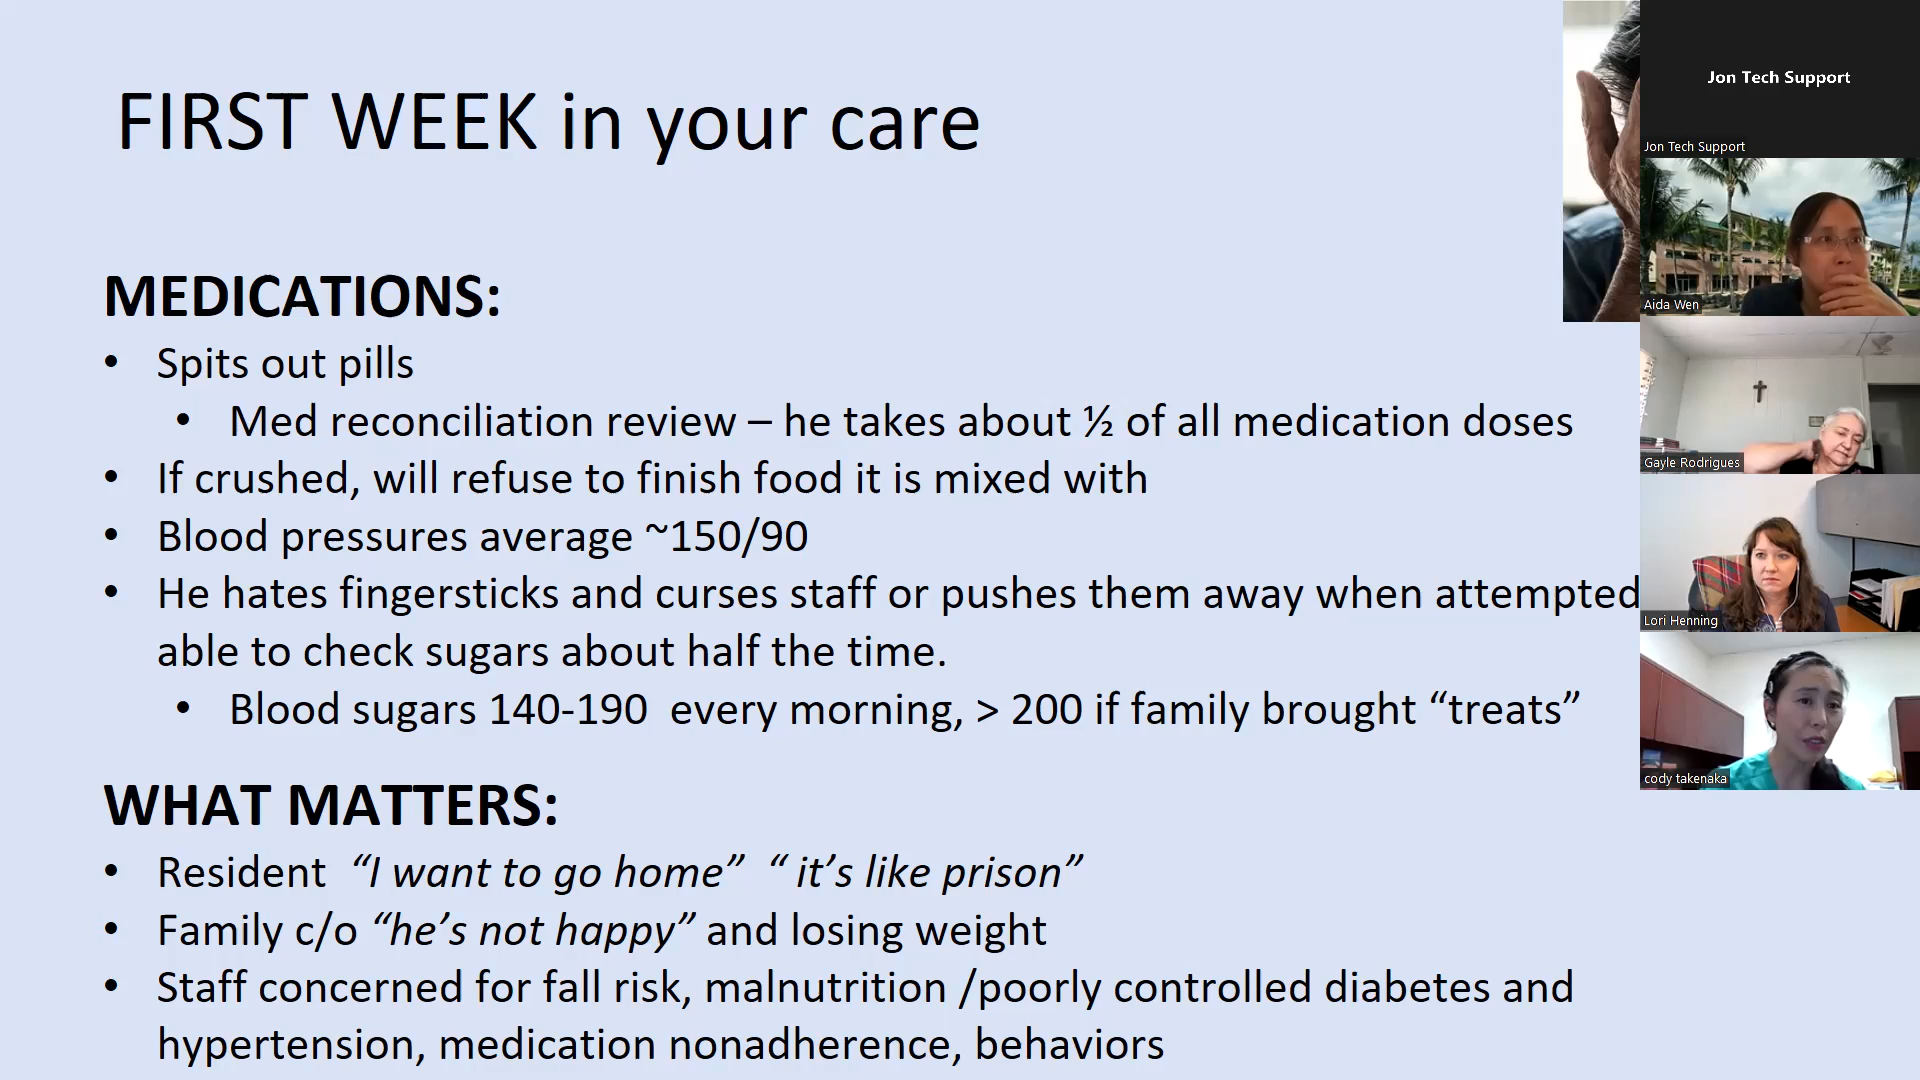 FIRST WEEK in your care
MEDICATIONS:
• Spits out pills
• Med reconciliation review – he takes about ½ of all medication doses
• If crushed, will refuse to finish food it is mixed with
• Blood pressures average ~150/90
• He hates fingersticks and curses staff or pushes them away when attempted
able to check sugars about half the time.
• Blood sugars 140-190  every morning, > 200 if family brought “treats”
WHAT MATTERS:
• Resident  “I want to go home”  “ it’s like prison”
• Family c/o “he’s not happy” and losing weight
• Staff concerned for fall risk, malnutrition /poorly controlled diabetes and
hypertension, medication nonadherence, behaviors
Jon Tech Support
Jon Tech Support
Aida Wen
Gayle Rodrigues
Lori Henning
cody takenaka